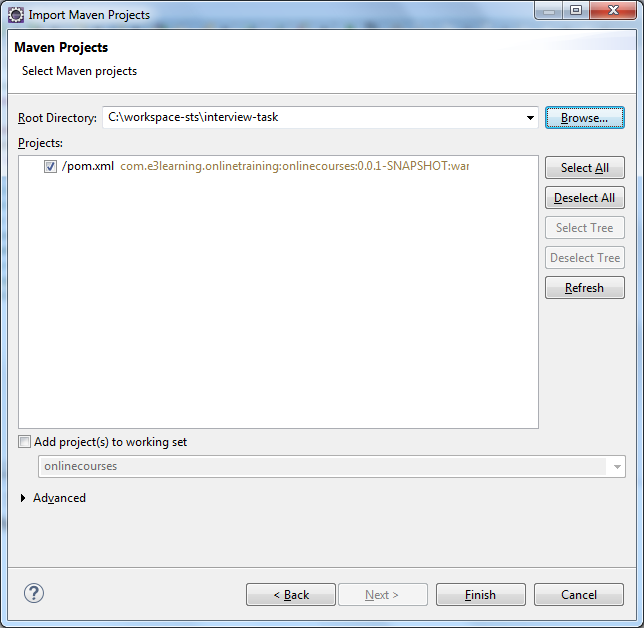 Import Maven Projects
Maven Projects
Select Maven projects
Root Directory: C:\workspace-sts\interview-task Browse...
Projects:
/pom.xml com.e3learning.onlinetraining:onlinecourses:0.0.1-SNAPSHOT:war
Select All
Deselect All
Select Tree
Deselect Tree
Refresh
Add project(s) to working set
onlinecourses
Advanced
? < Back Next > Finish Cancel